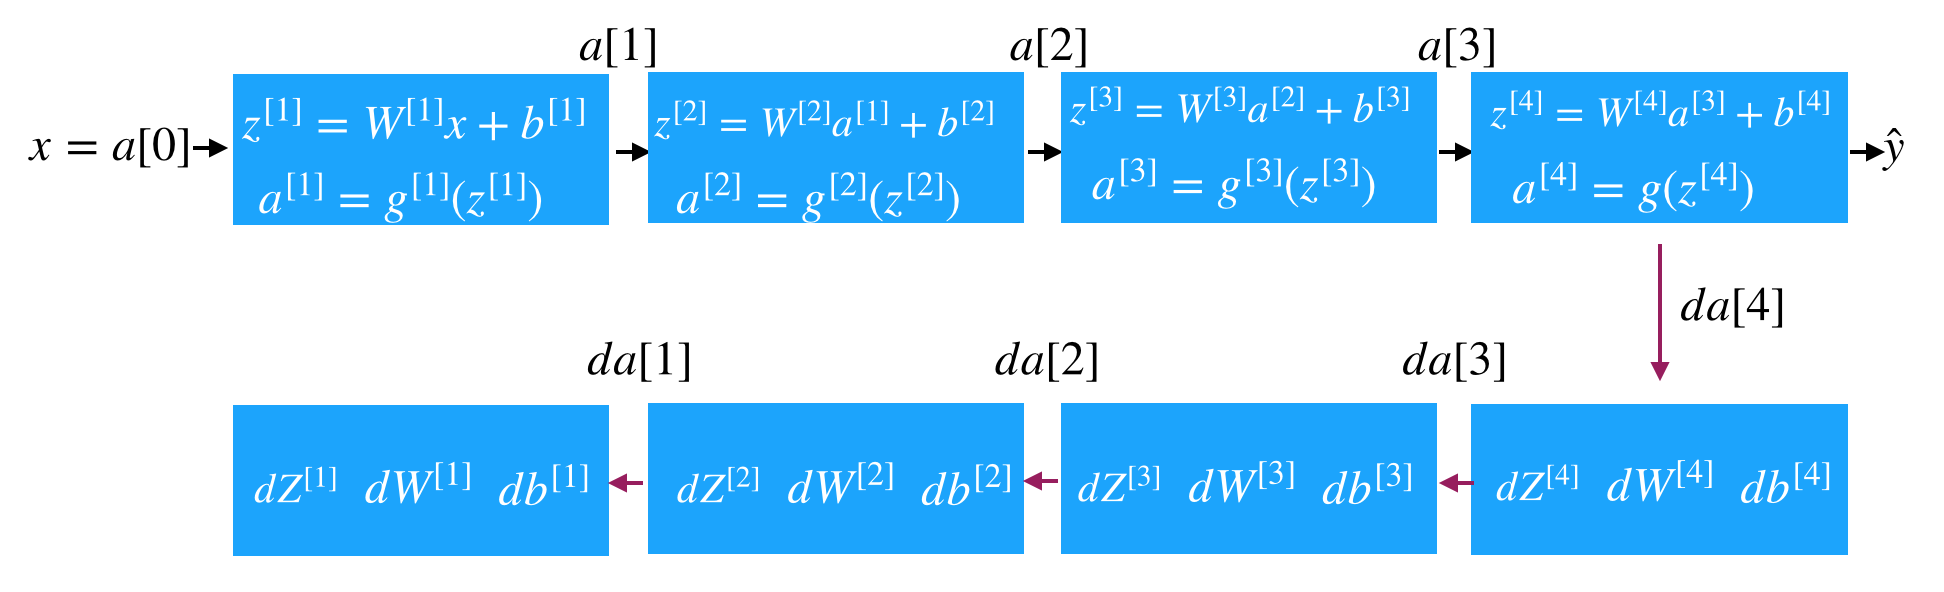 a[1] a[2] a[3]
x = a[0]
z^[1] = W^[1]x + b^[1]
a^[1] = g^[1](z^[1])
z^[2] = W^[2]a^[1] + b^[2]
a^[2] = g^[2](z^[2])
z^[3] = W^[3]a^[2] + b^[3]
a^[3] = g^[3](z^[3])
z^[4] = W^[4]a^[3] + b^[4]
a^[4] = g(z^[4])
ŷ
da[4]
da[1] da[2] da[3]
dZ^[1] dW^[1] db^[1]
dZ^[2] dW^[2] db^[2]
dZ^[3] dW^[3] db^[3]
dZ^[4] dW^[4] db^[4]